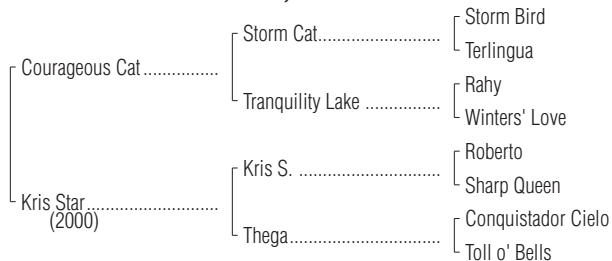 Storm Bird
Storm Cat..................
Terlingua
Courageous Cat ...............
Rahy
Tranquility Lake ...............
Winters' Love
Roberto
Kris S. ............................
Sharp Queen
Kris Star..........................
(2000)
Conquistador Cielo
Thega..............................
Toll o' Bells